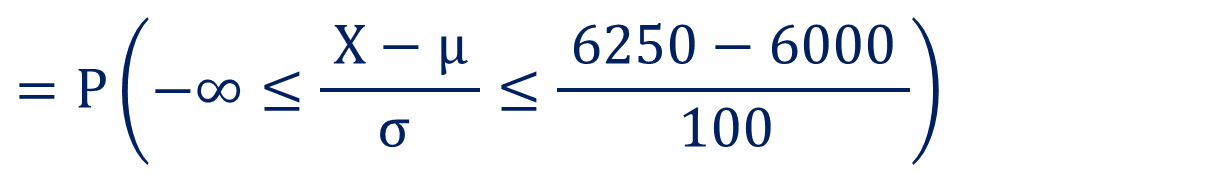 = P(−∞ ≤ (X − μ)/σ ≤ (6250 − 6000)/100)